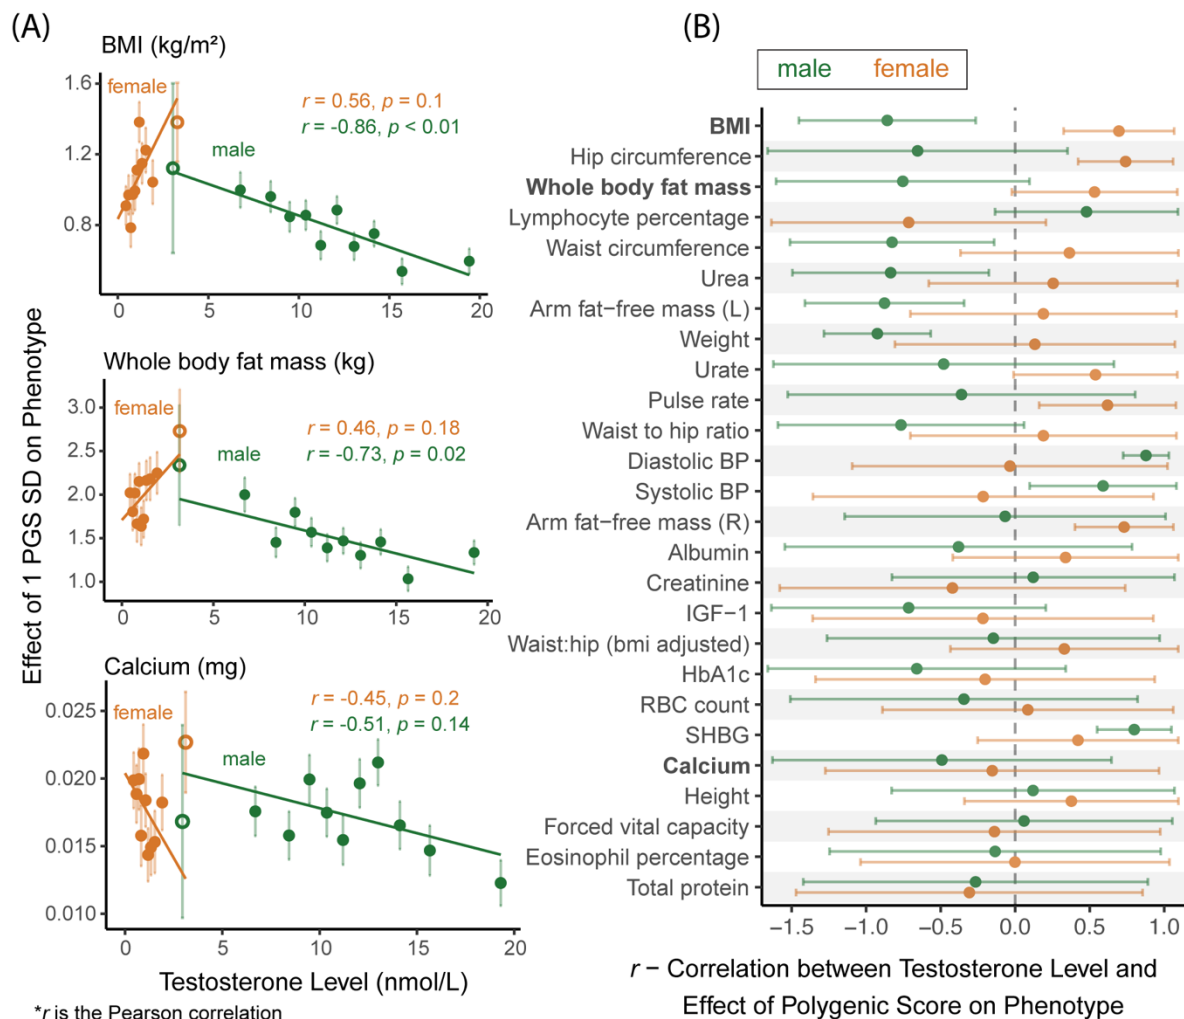 (A)
BMI (kg/m²)
1.6
1.2
0.8
female
male
r = 0.56, p = 0.1
r = -0.86, p < 0.01
0
5
10
15
20
Whole body fat mass (kg)
3.0
2.5
2.0
1.5
1.0
female
male
r = 0.46, p = 0.18
r = -0.73, p = 0.02
0
5
10
15
20
Calcium (mg)
0.025
0.020
0.015
0.010
female
male
r = -0.45, p = 0.2
r = -0.51, p = 0.14
0
5
10
15
20
Effect of 1 PGS SD on Phenotype
Testosterone Level (nmol/L)
*r is the Pearson correlation
(B)
male female
BMI
Hip circumference
Whole body fat mass
Lymphocyte percentage
Waist circumference
Urea
Arm fat−free mass (L)
Weight
Urate
Pulse rate
Waist to hip ratio
Diastolic BP
Systolic BP
Arm fat−free mass (R)
Albumin
Creatinine
IGF−1
Waist:hip (bmi adjusted)
HbA1c
RBC count
SHBG
Calcium
Height
Forced vital capacity
Eosinophil percentage
Total protein
−1.5
−1.0
−0.5
0.0
0.5
1.0
r − Correlation between Testosterone Level and
Effect of Polygenic Score on Phenotype